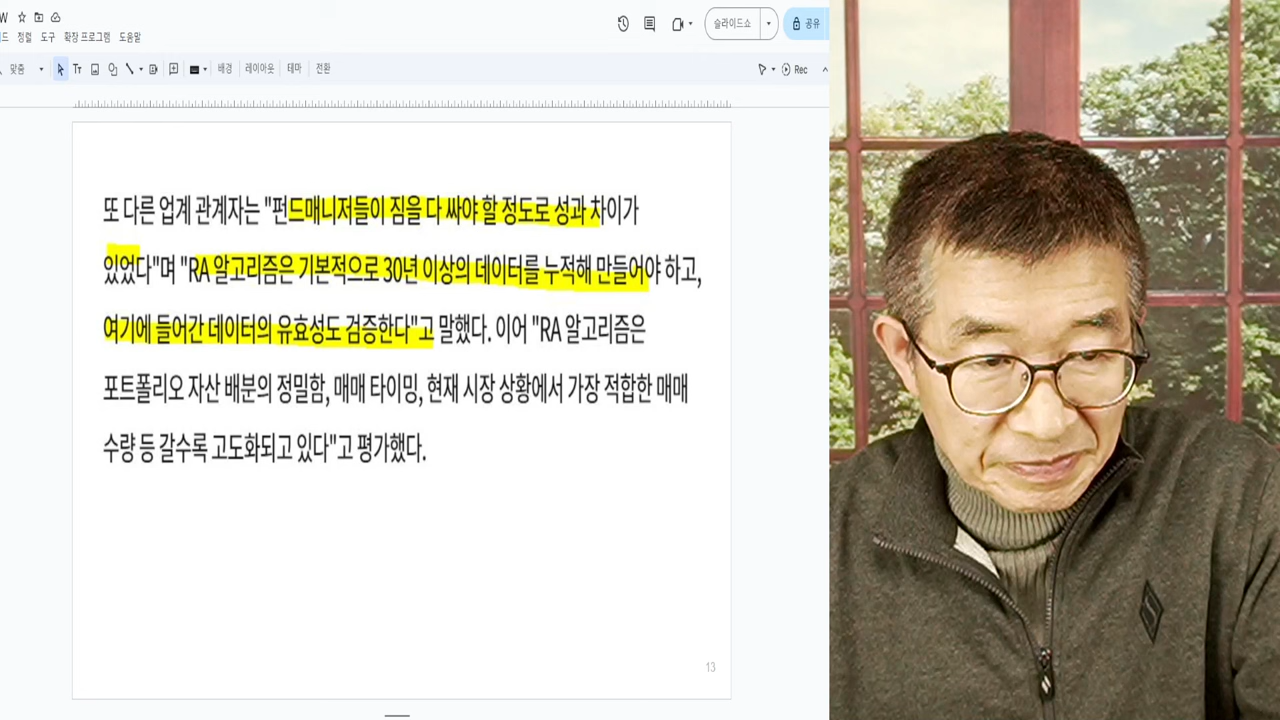 W
드 정렬 도구 확장 프로그램 도움말
슬라이드쇼
공유
맞춤
Tт
배경 레이아웃 테마 전환
Rec
또 다른 업계 관계자는 "펀드매니저들이 짐을 다 싸야 할 정도로 성과 차이가
있었다"며 "RA 알고리즘은 기본적으로 30년 이상의 데이터를 누적해 만들어야 하고,
여기에 들어간 데이터의 유효성도 검증한다"고 말했다. 이어 "RA 알고리즘은
포트폴리오 자산 배분의 정밀함, 매매 타이밍, 현재 시장 상황에서 가장 적합한 매매
수량 등 갈수록 고도화되고 있다"고 평가했다.
13